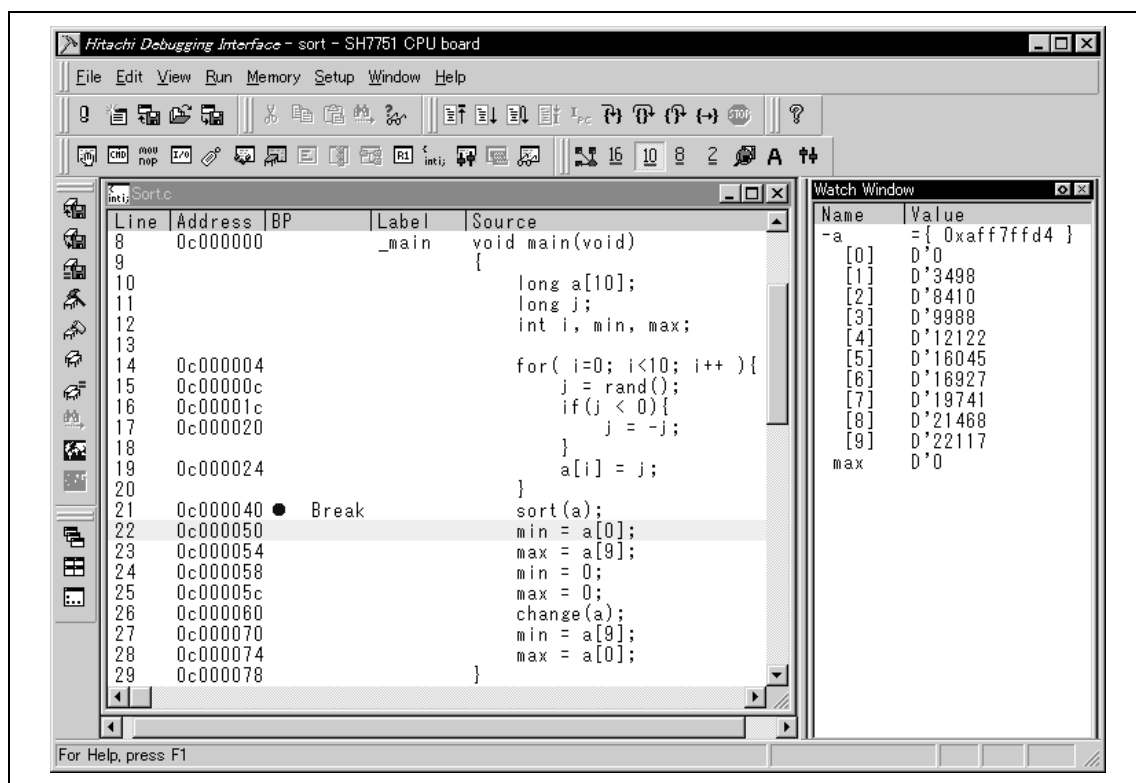 Hitachi Debugging Interface - sort - SH7751 CPU board
File Edit View Run Memory Setup Window Help
16 10 8 2 A
Sort.c
Line Address BP Label Source
8 0c000000 _main void main(void)
9 {
10 long a[10];
11 long j;
12 int i, min, max;
13
14 0c000004 for( i=0; i<10; i++ ){
15 0c00000c j = rand();
16 0c00001c if(j < 0){
17 0c000020 j = -j;
18 }
19 0c000024 a[i] = j;
20 }
21 0c000040 ● Break sort(a);
22 0c000050 min = a[0];
23 0c000054 max = a[9];
24 0c000058 min = 0;
25 0c00005c max = 0;
26 0c000060 change(a);
27 0c000070 min = a[9];
28 0c000074 max = a[0];
29 0c000078 }
Watch Window
Name Value
-a ={ 0xaff7ffd4 }
[0] D'0
[1] D'3498
[2] D'8410
[3] D'9988
[4] D'12122
[5] D'16045
[6] D'16927
[7] D'19741
[8] D'21468
[9] D'22117
max D'0
For Help, press F1